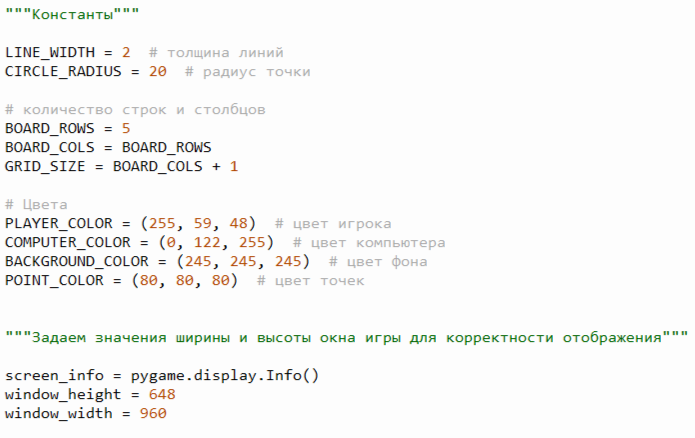 """Константы"""
LINE_WIDTH = 2  # толщина линий
CIRCLE_RADIUS = 20  # радиус точки
# количество строк и столбцов
BOARD_ROWS = 5
BOARD_COLS = BOARD_ROWS
GRID_SIZE = BOARD_COLS + 1
# Цвета
PLAYER_COLOR = (255, 59, 48)  # цвет игрока
COMPUTER_COLOR = (0, 122, 255)  # цвет компьютера
BACKGROUND_COLOR = (245, 245, 245)  # цвет фона
POINT_COLOR = (80, 80, 80)  # цвет точек
"""Задаем значения ширины и высоты окна игры для корректности отображения"""
screen_info = pygame.display.Info()
window_height = 648
window_width = 960